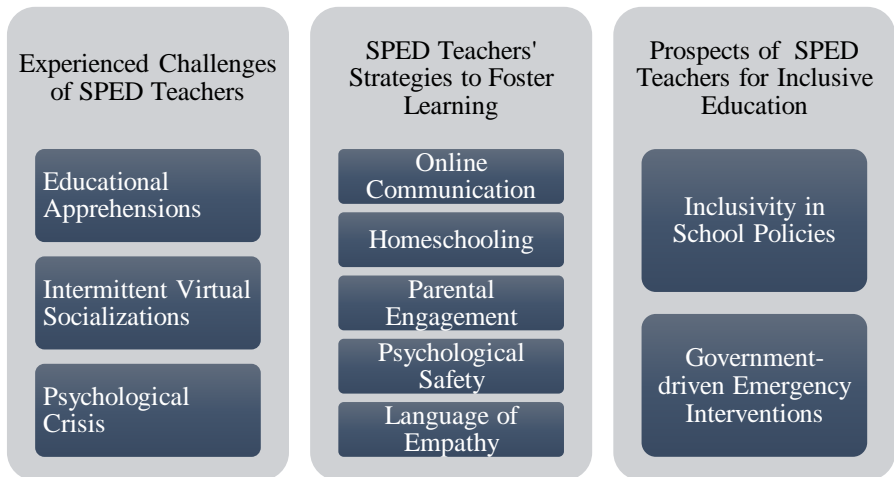 Experienced Challenges
of SPED Teachers
Educational
Apprehensions
Intermittent Virtual
Socializations
Psychological
Crisis
SPED Teachers'
Strategies to Foster
Learning
Online
Communication
Homeschooling
Parental
Engagement
Psychological
Safety
Language of
Empathy
Prospects of SPED
Teachers for Inclusive
Education
Inclusivity in
School Policies
Government-
driven Emergency
Interventions